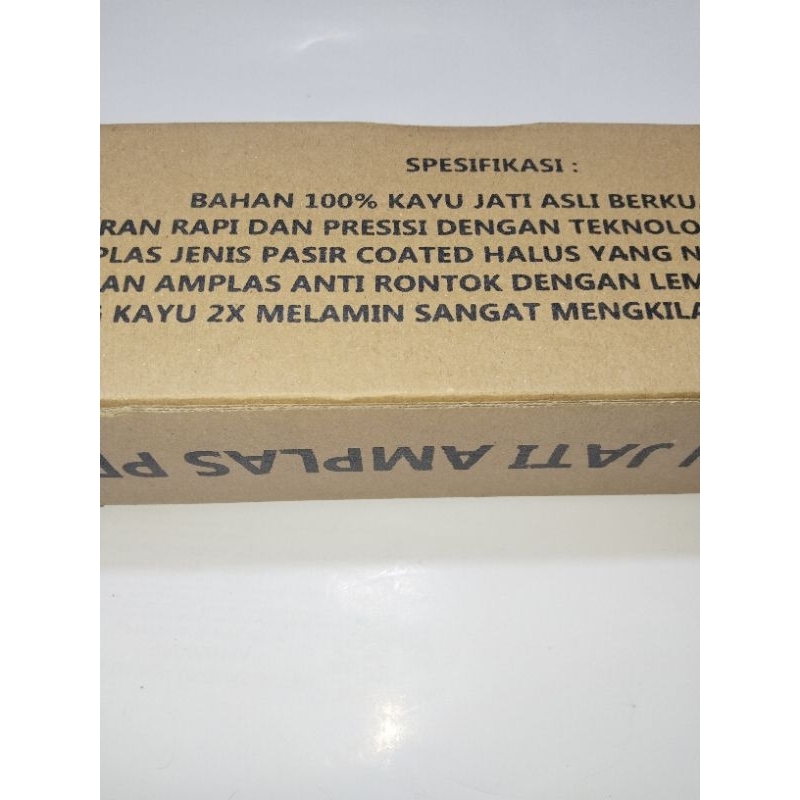 SPESIFIKASI :
BAHAN 100% KAYU JATI ASLI BERKU
RAN RAPI DAN PRESISI DENGAN TEKNOLO
PLAS JENIS PASIR COATED HALUS YANG N
AN AMPLAS ANTI RONTOK DENGAN LEM
KAYU 2X MELAMIN SANGAT MENGKILA
JATI AMPLAS P